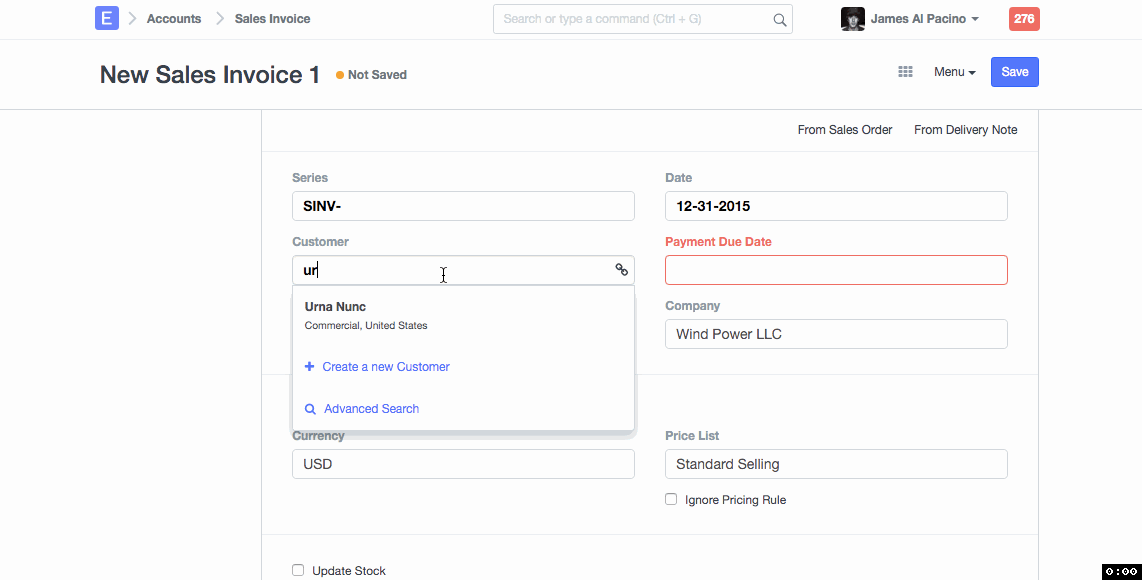 E Accounts Sales Invoice Search or type a command (Ctrl + G) James Al Pacino 276
New Sales Invoice 1 Not Saved Menu Save
From Sales Order From Delivery Note
Series Date
SINV- 12-31-2015
Customer Payment Due Date
ur
Urna Nunc Company
Commercial, United States Wind Power LLC
Create a new Customer
Advanced Search
Currency Price List
USD Standard Selling
Ignore Pricing Rule
Update Stock
0:00